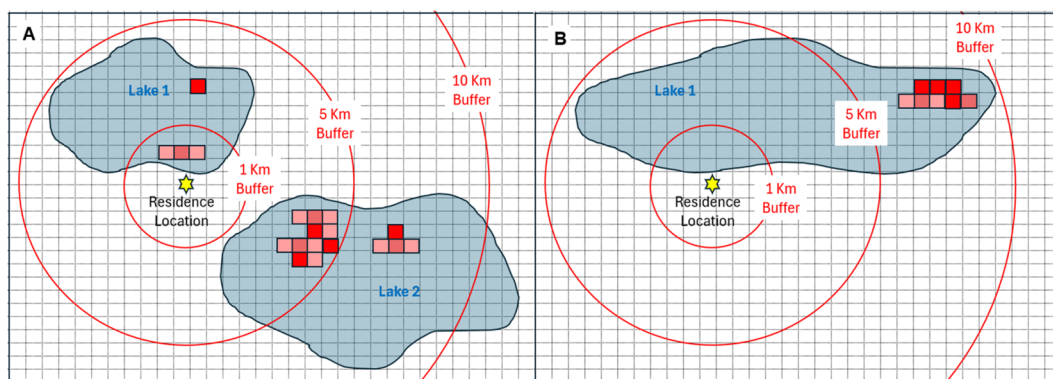 A
Lake 1
10 Km
Buffer
5 Km
Buffer
1 Km
Buffer
Residence
Location
Lake 2
B
10 Km
Buffer
Lake 1
5 Km
Buffer
1 Km
Buffer
Residence
Location